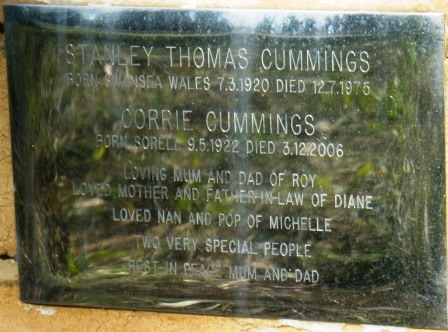 STANLEY THOMAS CUMMINGS
BORN SWANSEA WALES 7.3.1920 DIED 12.7.1975
CORRIE CUMMINGS
BORN SORELL 9.5.1922 DIED 3.12.2006
LOVING MUM AND DAD OF ROY
LOVED MOTHER AND FATHER-IN-LAW OF DIANE
LOVED NAN AND POP OF MICHELLE
TWO VERY SPECIAL PEOPLE
REST IN PEACE MUM AND DAD